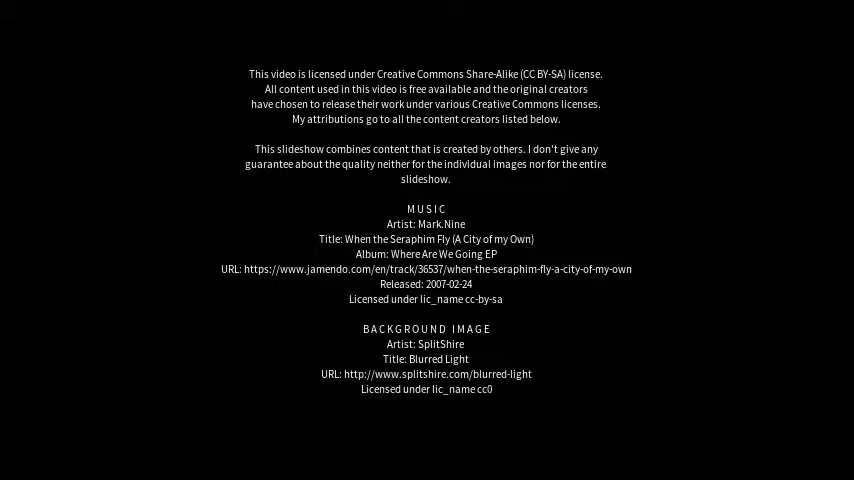 This video is licensed under Creative Commons Share-Alike (CC BY-SA) license.
All content used in this video is free available and the original creators
have chosen to release their work under various Creative Commons licenses.
My attributions go to all the content creators listed below.
This slideshow combines content that is created by others. I don't give any
guarantee about the quality neither for the individual images nor for the entire
slideshow.
MUSIC
Artist: Mark.Nine
Title: When the Seraphim Fly (A City of my Own)
Album: Where Are We Going EP
URL: https://www.jamendo.com/en/track/36537/when-the-seraphim-fly-a-city-of-my-own
Released: 2007-02-24
Licensed under lic_name cc-by-sa
BACKGROUND IMAGE
Artist: SplitShire
Title: Blurred Light
URL: http://www.splitshire.com/blurred-light
Licensed under lic_name cc0